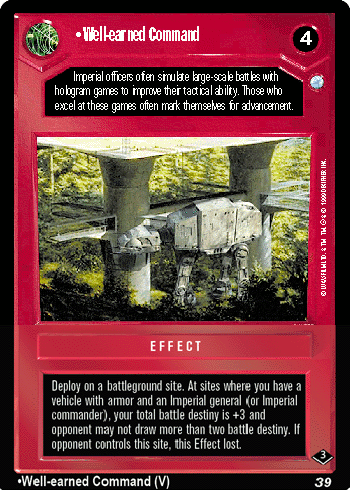 •Well-earned Command
4
Imperial officers often simulate large-scale battles with
hologram games to improve their tactical ability. Those who
excel at these games often mark themselves for advancement.
EFFECT
Deploy on a battleground site. At sites where you have a
vehicle with armor and an Imperial general (or Imperial
commander), your total battle destiny is +3 and
opponent may not draw more than two battle destiny. If
opponent controls this site, this Effect lost.
3
•Well-earned Command (V)
39